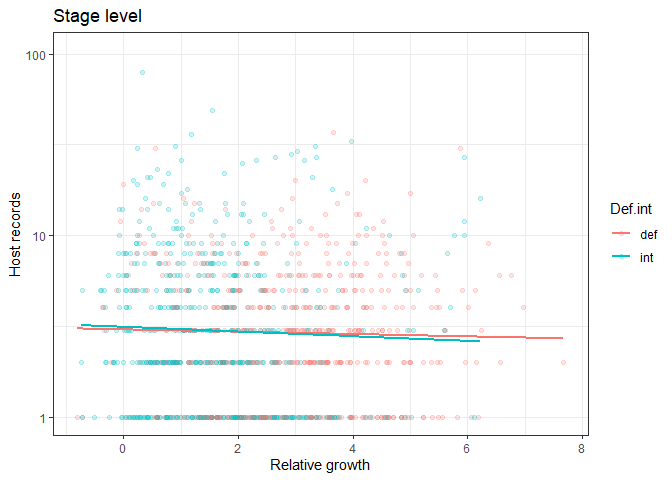 Stage level
100
10
1
Host records
0
2
4
6
8
Relative growth
Def.int
def
int